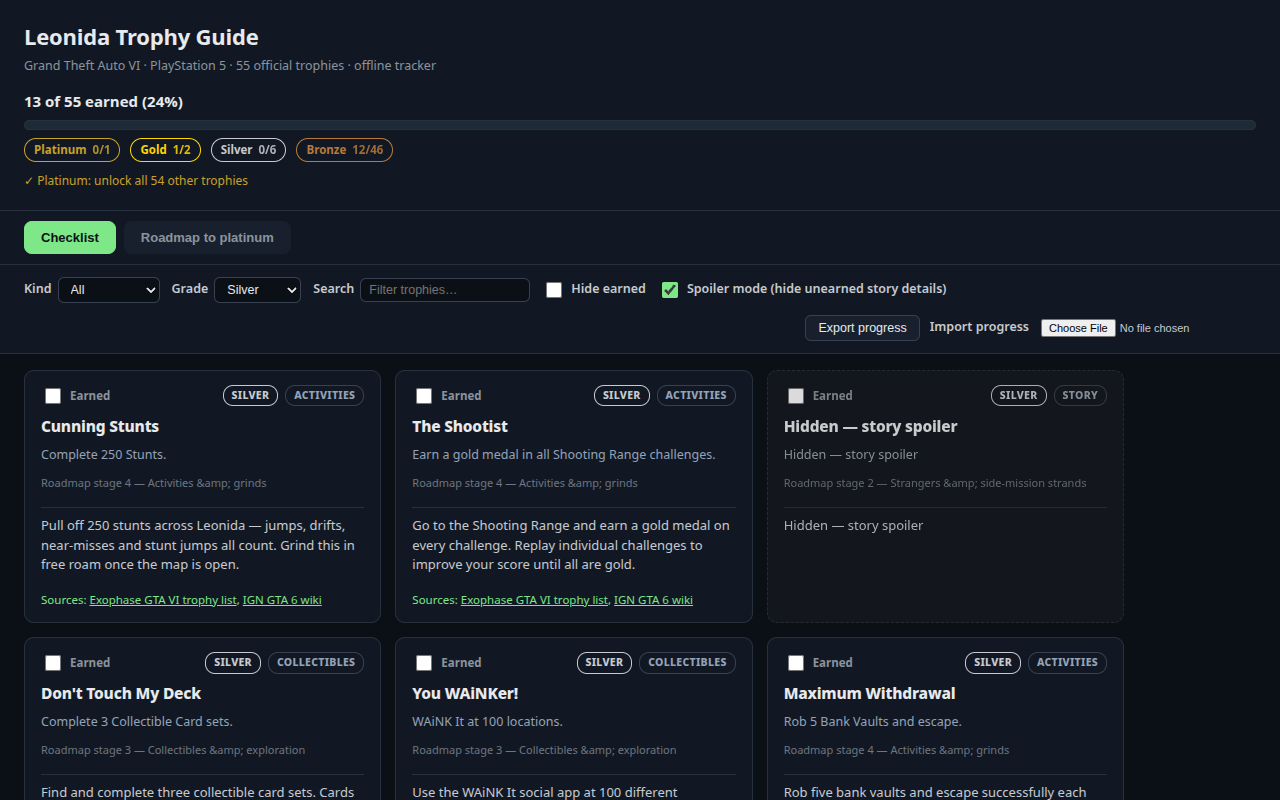 Leonida Trophy Guide
Grand Theft Auto VI · PlayStation 5 · 55 official trophies · offline tracker
13 of 55 earned (24%)
Platinum 0/1 Gold 1/2 Silver 0/6 Bronze 12/46
✓ Platinum: unlock all 54 other trophies
Checklist Roadmap to platinum
Kind All Grade Silver Search Filter trophies… Hide earned Spoiler mode (hide unearned story details)
Export progress Import progress Choose File No file chosen
Earned SILVER ACTIVITIES
Cunning Stunts
Complete 250 Stunts.
Roadmap stage 4 — Activities &amp; grinds
Pull off 250 stunts across Leonida — jumps, drifts,
near-misses and stunt jumps all count. Grind this in
free roam once the map is open.
Sources: Exophase GTA VI trophy list, IGN GTA 6 wiki
Earned SILVER ACTIVITIES
The Shootist
Earn a gold medal in all Shooting Range challenges.
Roadmap stage 4 — Activities &amp; grinds
Go to the Shooting Range and earn a gold medal on
every challenge. Replay individual challenges to
improve your score until all are gold.
Sources: Exophase GTA VI trophy list, IGN GTA 6 wiki
Earned SILVER STORY
Hidden — story spoiler
Hidden — story spoiler
Roadmap stage 2 — Strangers &amp; side-mission strands
Hidden — story spoiler
Earned SILVER COLLECTIBLES
Don't Touch My Deck
Complete 3 Collectible Card sets.
Roadmap stage 3 — Collectibles &amp; exploration
Find and complete three collectible card sets. Cards
Earned SILVER COLLECTIBLES
You WAiNKer!
WAiNK It at 100 locations.
Roadmap stage 3 — Collectibles &amp; exploration
Use the WAiNK It social app at 100 different
Earned SILVER ACTIVITIES
Maximum Withdrawal
Rob 5 Bank Vaults and escape.
Roadmap stage 4 — Activities &amp; grinds
Rob five bank vaults and escape successfully each